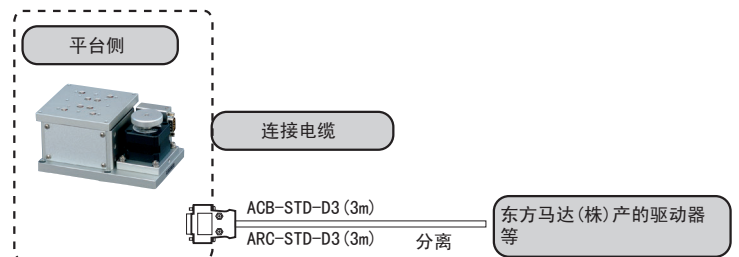 平台侧
连接电缆
ACB-STD-D3(3m)
ARC-STD-D3(3m)
分离
东方马达(株)产的驱动器
等